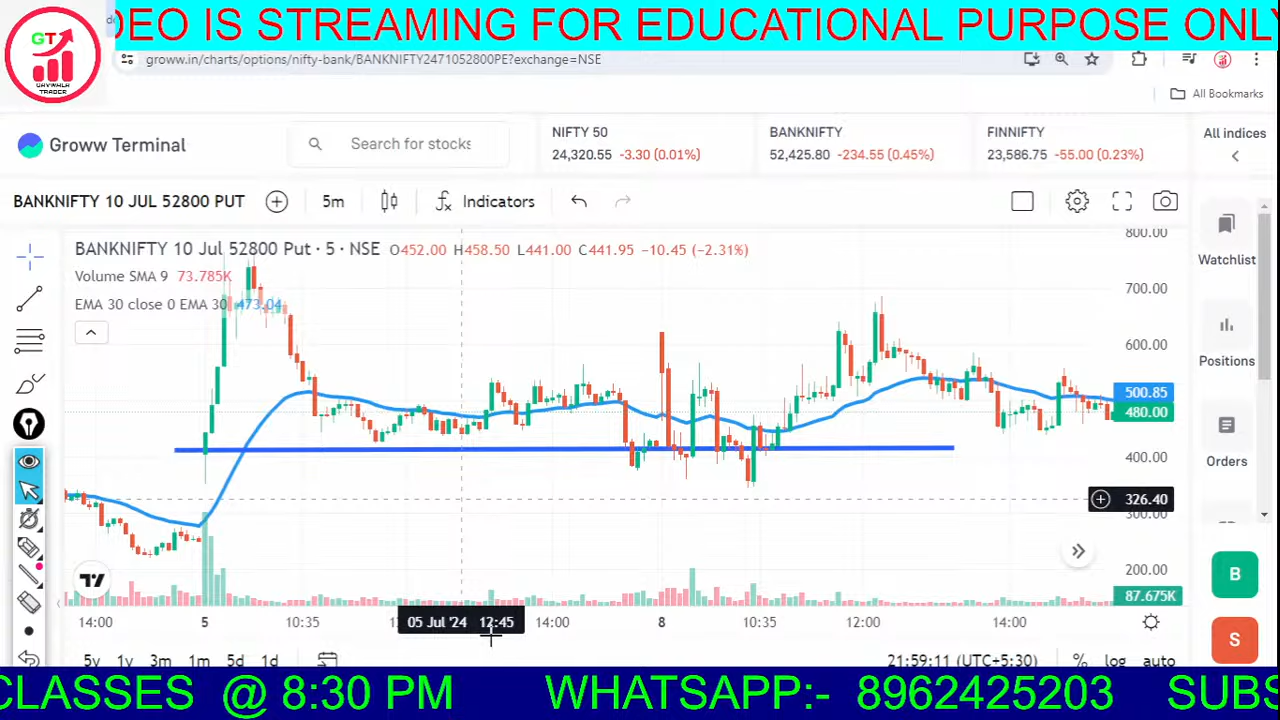 DEO IS STREAMING FOR EDUCATIONAL PURPOSE ONLY
GT
GHYWALA
TRADER
groww.in/charts/options/nifty-bank/BANKNIFTY2471052800PE?exchange=NSE
All Bookmarks
Groww Terminal
Search for stocks
NIFTY 50
24,320.55 -3.30 (0.01%)
BANKNIFTY
52,425.80 -234.55 (0.45%)
FINNIFTY
23,586.75 -55.00 (0.23%)
All indices
BANKNIFTY 10 JUL 52800 PUT
5m
Indicators
BANKNIFTY 10 Jul 52800 Put · 5 · NSE O452.00 H458.50 L441.00 C441.95 −10.45 (−2.31%)
Volume SMA 9 73.785K
EMA 30 close 0 EMA 30 473.04
800.00
700.00
600.00
500.85
480.00
400.00
326.40
300.00
200.00
87.675K
Watchlist
Positions
Orders
B
S
14:00 5 10:35 05 Jul '24 12:45 14:00 8 10:35 12:00 14:00
5y 1y 3m 1m 5d 1d
21:59:11 (UTC+5:30) % log auto
CLASSES @ 8:30 PM WHATSAPP:- 8962425203 SUBS